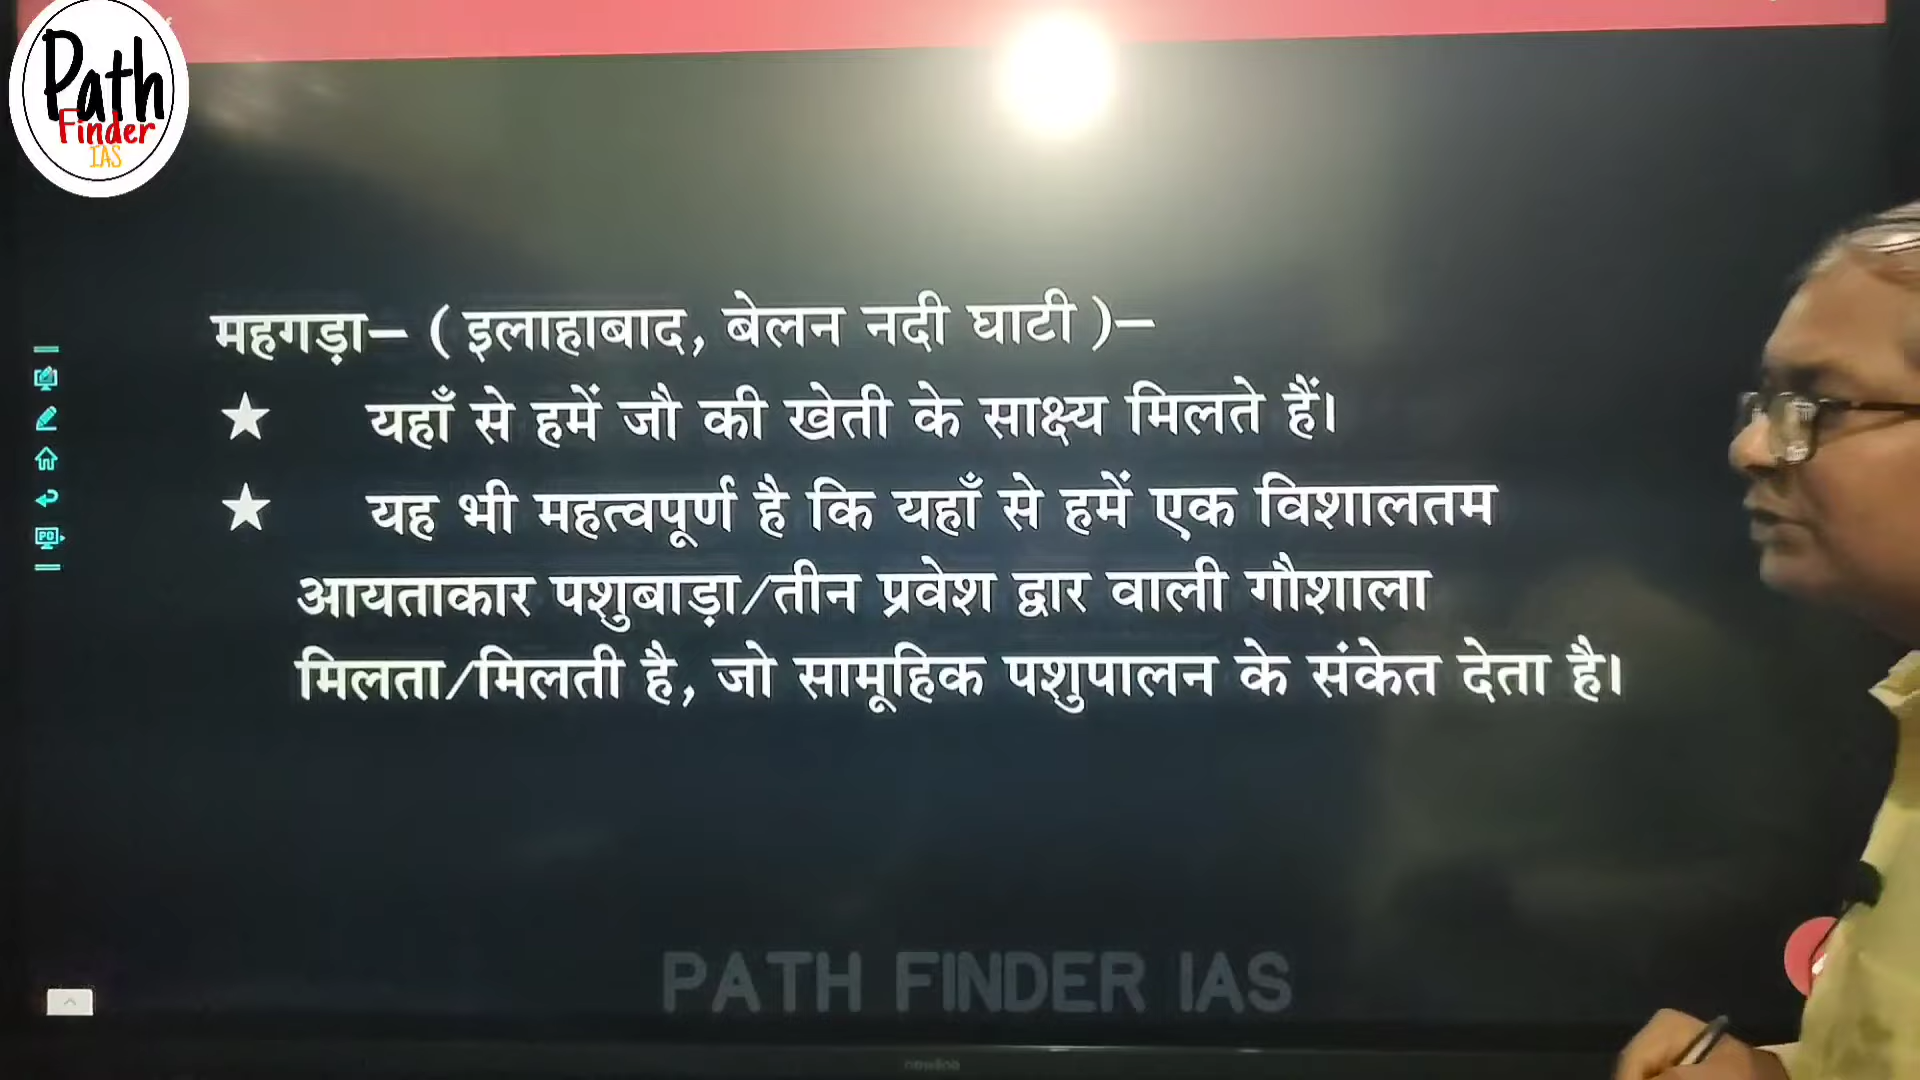 Path
Finder
IAS
महगड़ा– ( इलाहाबाद, बेलन नदी घाटी )–
★ यहाँ से हमें जौ की खेती के साक्ष्य मिलते हैं।
★ यह भी महत्वपूर्ण है कि यहाँ से हमें एक विशालतम
आयताकार पशुबाड़ा/तीन प्रवेश द्वार वाली गौशाला
मिलता/मिलती है, जो सामूहिक पशुपालन के संकेत देता है।
PATH FINDER IAS